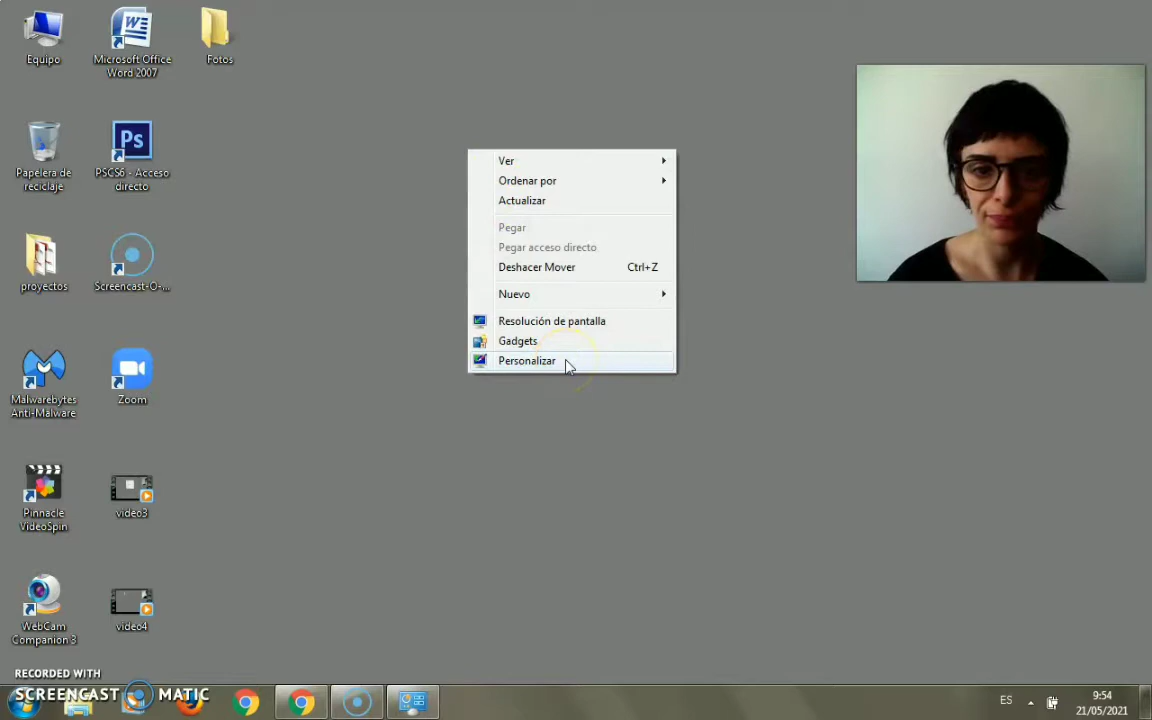 Equipo
Microsoft Office
Word 2007
W
Fotos
Papelera de
reciclaje
Ps
PSCS6 - Acceso
directo
proyectos
Screencast-O-...
Malwarebytes
Anti-Malware
Zoom
Pinnacle
VideoSpin
video3
WebCam
Companion 3
video4
Ver
Ordenar por
Actualizar
Pegar
Pegar acceso directo
Deshacer Mover Ctrl+Z
Nuevo
Resolución de pantalla
Gadgets
Personalizar
RECORDED WITH
SCREENCAST MATIC
ES
9:54
21/05/2021